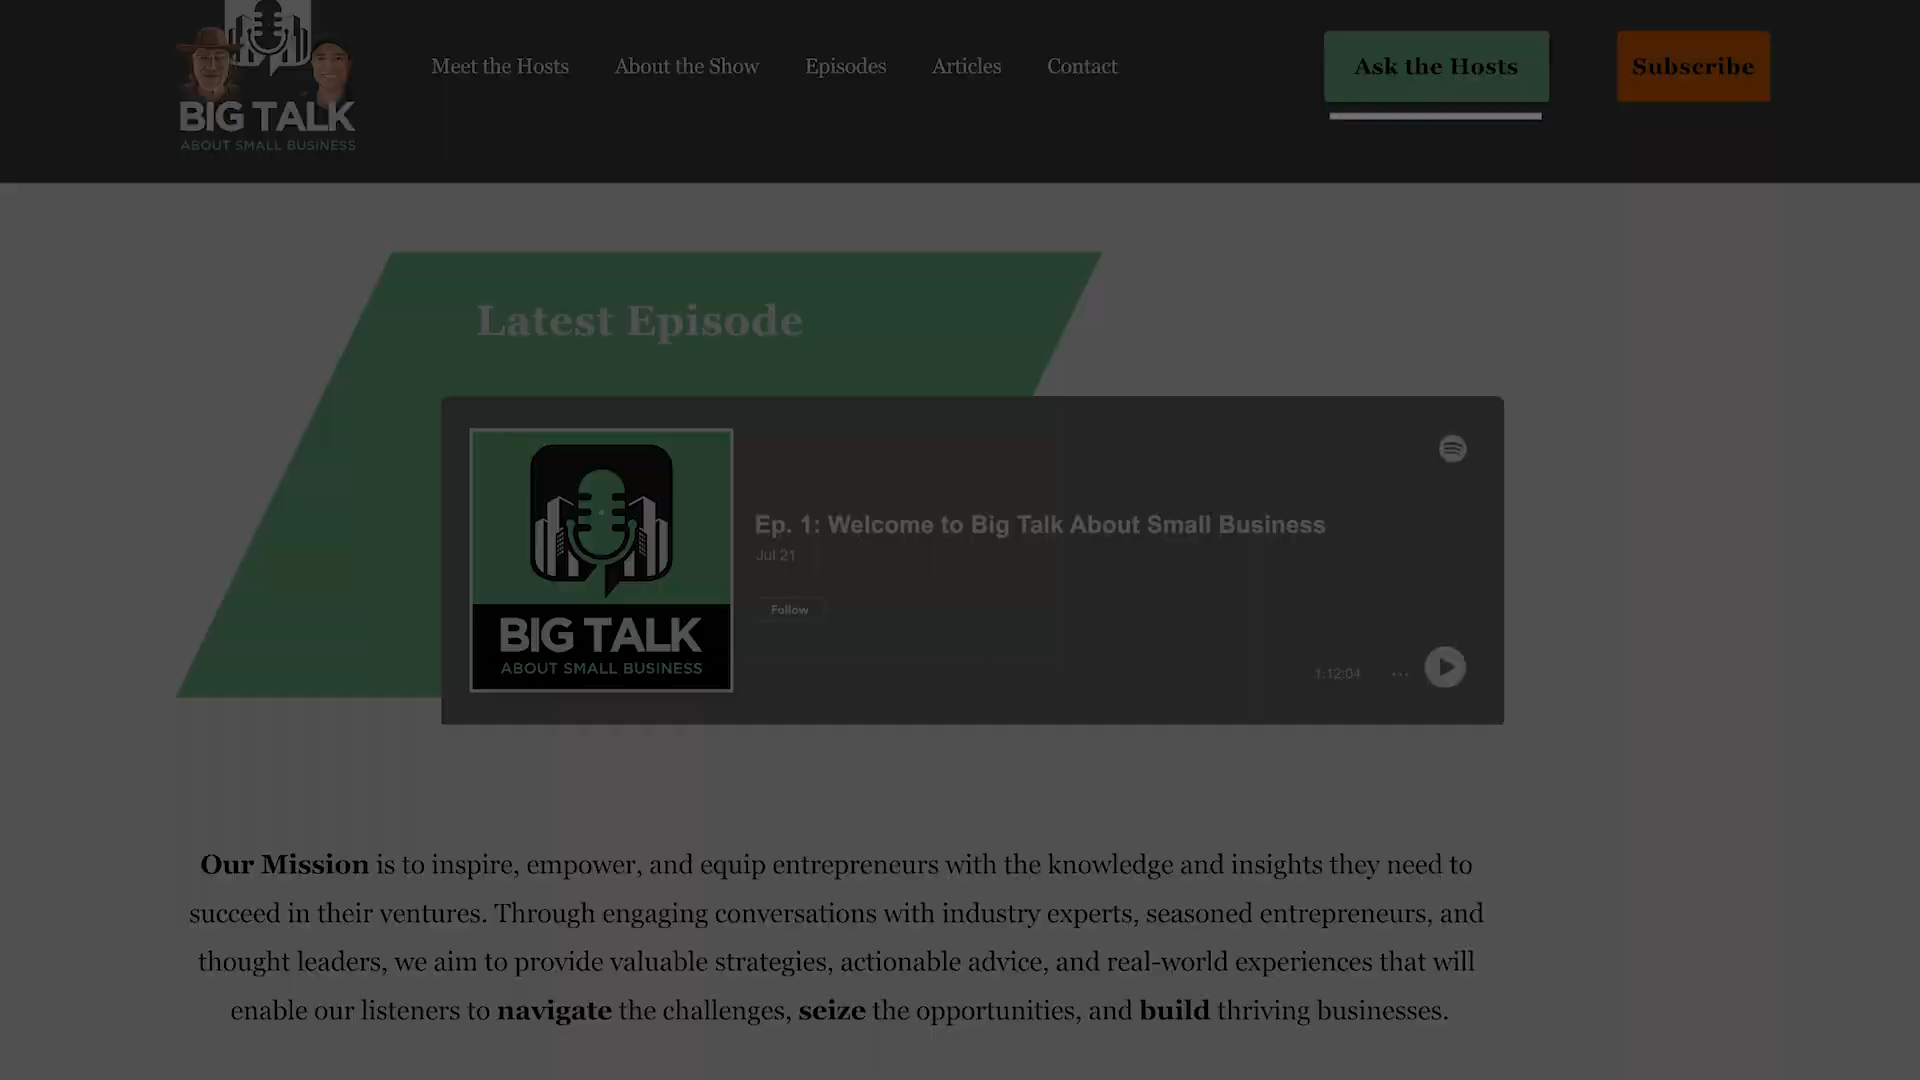 BIG TALK
ABOUT SMALL BUSINESS
Meet the Hosts
About the Show
Episodes
Articles
Contact
Ask the Hosts
Subscribe
Latest Episode
BIG TALK
ABOUT SMALL BUSINESS
Ep. 1: Welcome to Big Talk About Small Business
Jul 21
Follow
1:12:04
Our Mission is to inspire, empower, and equip entrepreneurs with the knowledge and insights they need to
succeed in their ventures. Through engaging conversations with industry experts, seasoned entrepreneurs, and
thought leaders, we aim to provide valuable strategies, actionable advice, and real-world experiences that will
enable our listeners to navigate the challenges, seize the opportunities, and build thriving businesses.